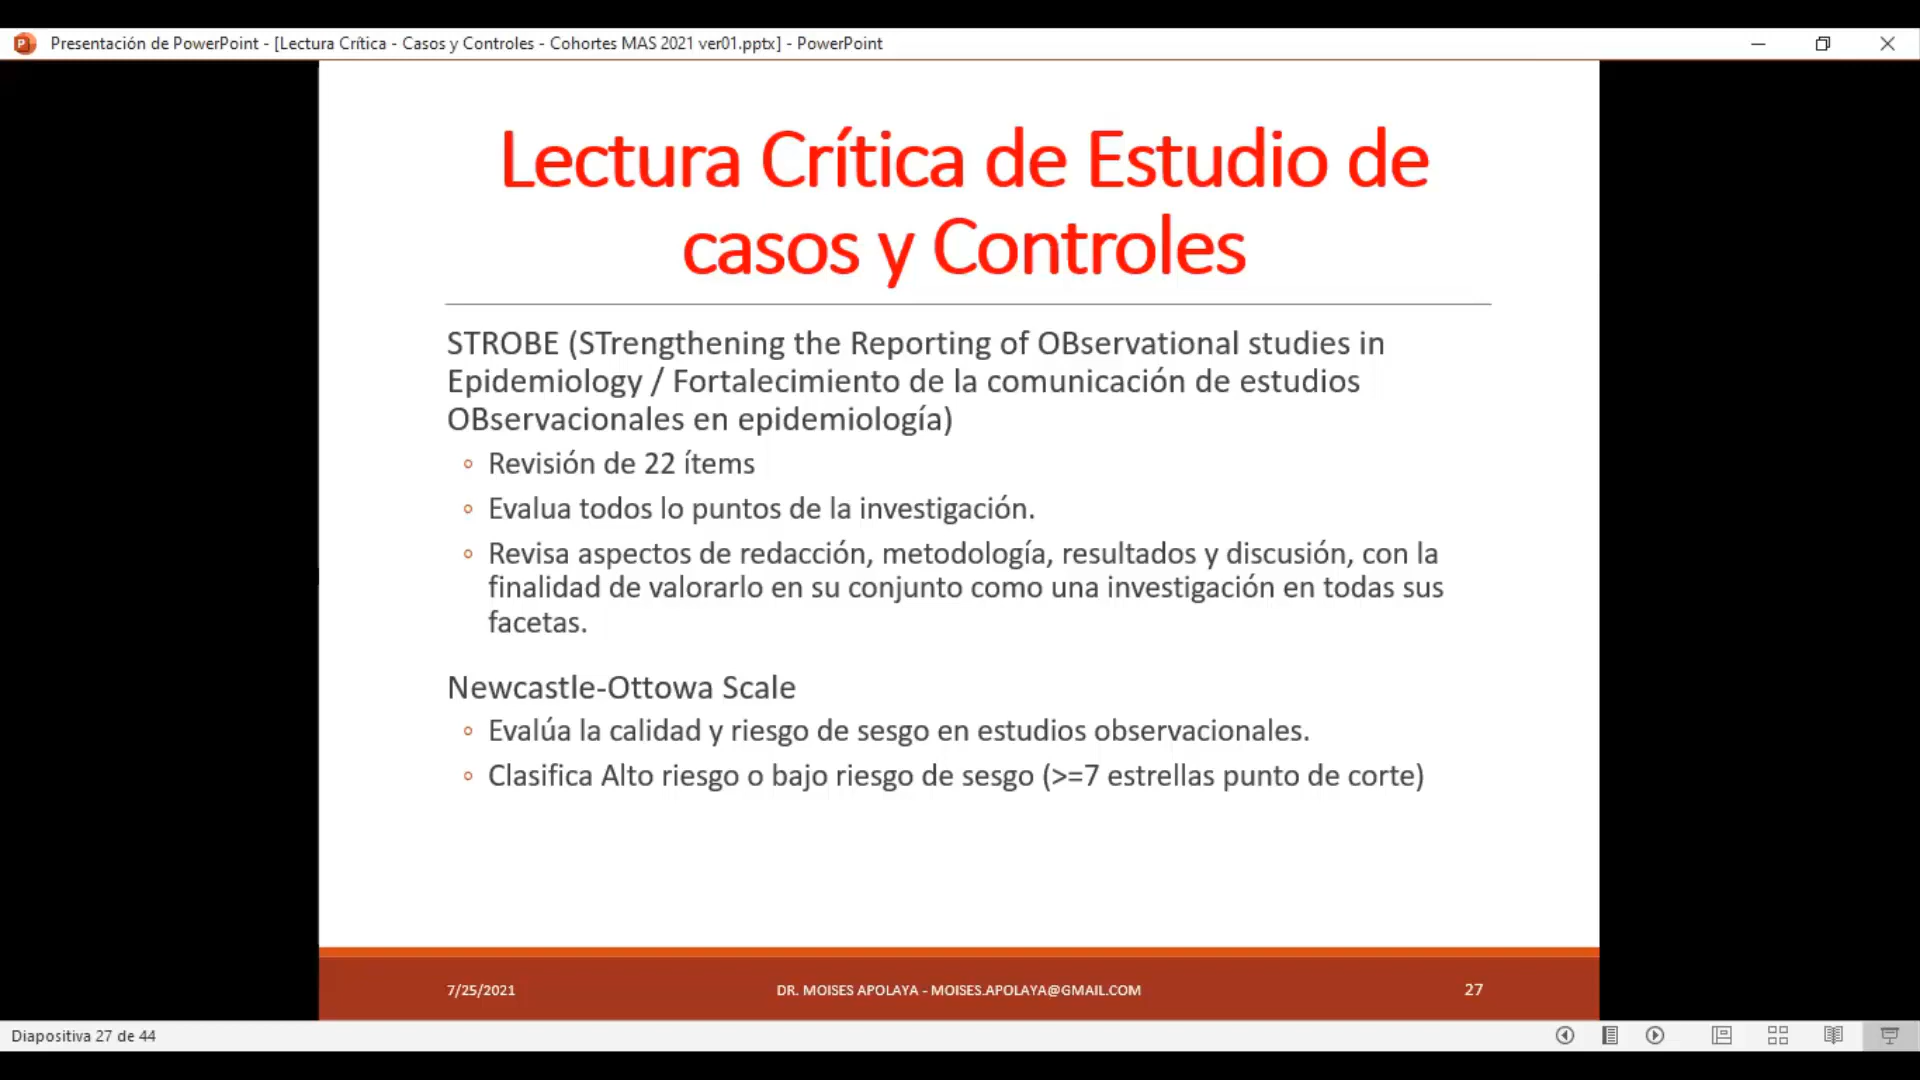 Presentación de PowerPoint - [Lectura Crítica - Casos y Controles - Cohortes MAS 2021 ver01.pptx] - PowerPoint
Lectura Crítica de Estudio de
casos y Controles
STROBE (STrengthening the Reporting of OBservational studies in
Epidemiology / Fortalecimiento de la comunicación de estudios
OBservacionales en epidemiología)
◦ Revisión de 22 ítems
◦ Evalua todos lo puntos de la investigación.
◦ Revisa aspectos de redacción, metodología, resultados y discusión, con la
finalidad de valorarlo en su conjunto como una investigación en todas sus
facetas.
Newcastle-Ottowa Scale
◦ Evalúa la calidad y riesgo de sesgo en estudios observacionales.
◦ Clasifica Alto riesgo o bajo riesgo de sesgo (>=7 estrellas punto de corte)
7/25/2021
DR. MOISES APOLAYA - MOISES.APOLAYA@GMAIL.COM
27
Diapositiva 27 de 44